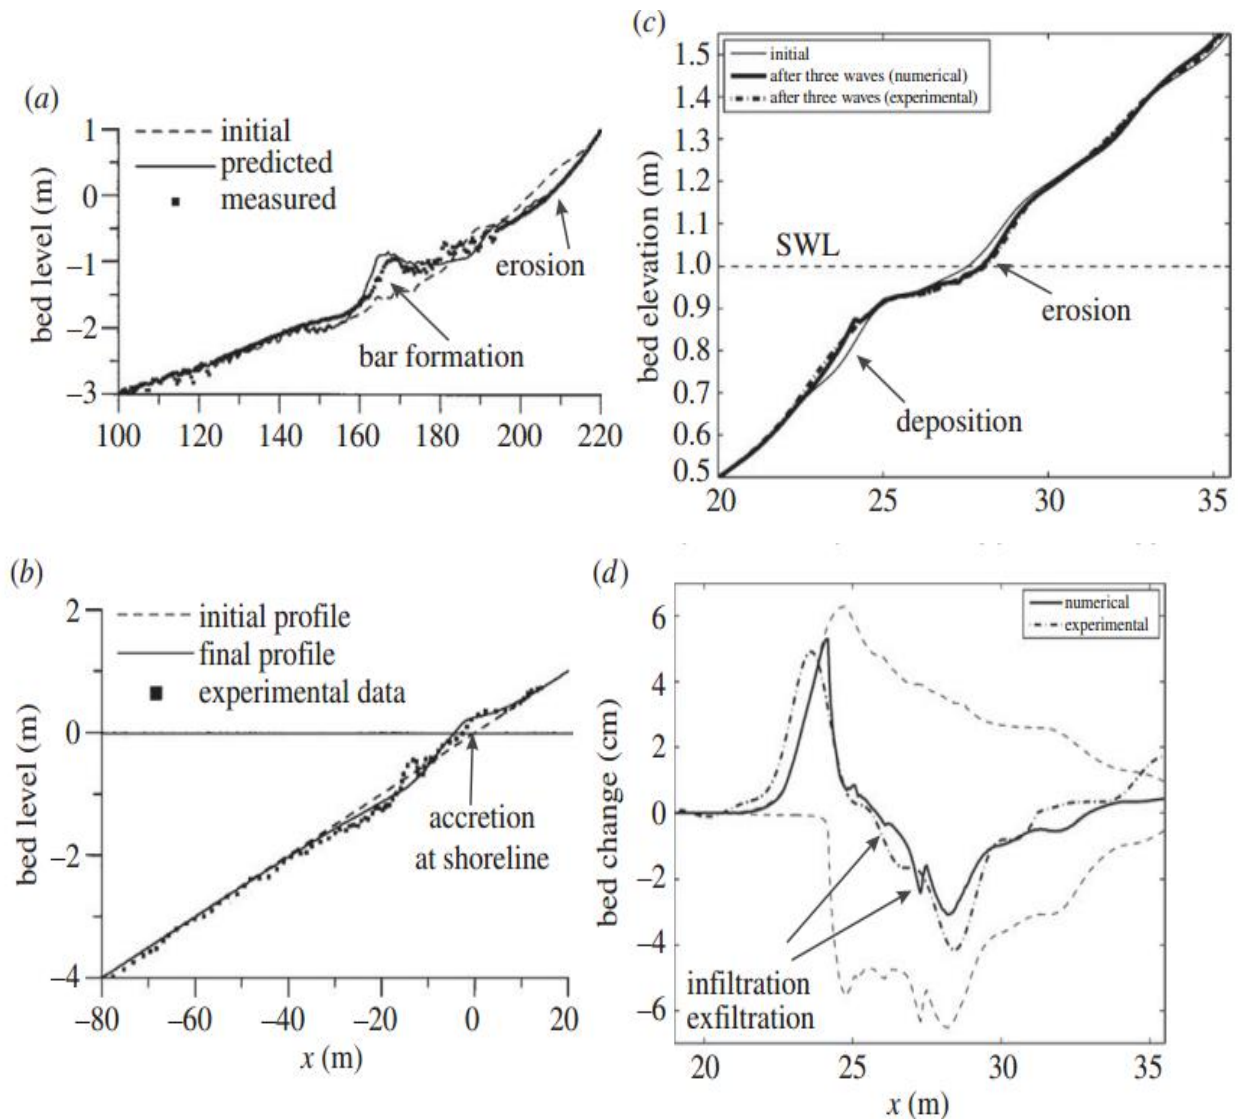 (a)
initial
predicted
measured
bed level (m)
1
0
−1
−2
−3
erosion
bar formation
100 120 140 160 180 200 220
(c)
initial
after three waves (numerical)
after three waves (experimental)
bed elevation (m)
1.5
1.4
1.3
1.2
1.1
1.0
0.9
0.8
0.7
0.6
0.5
SWL
erosion
deposition
20 25 30 35
(b)
initial profile
final profile
experimental data
bed level (m)
2
0
−2
−4
accretion
at shoreline
−80 −60 −40 −20 0 20
x (m)
(d)
numerical
experimental
bed change (cm)
6
4
2
0
−2
−4
−6
infiltration
exfiltration
20 25 30 35
x (m)